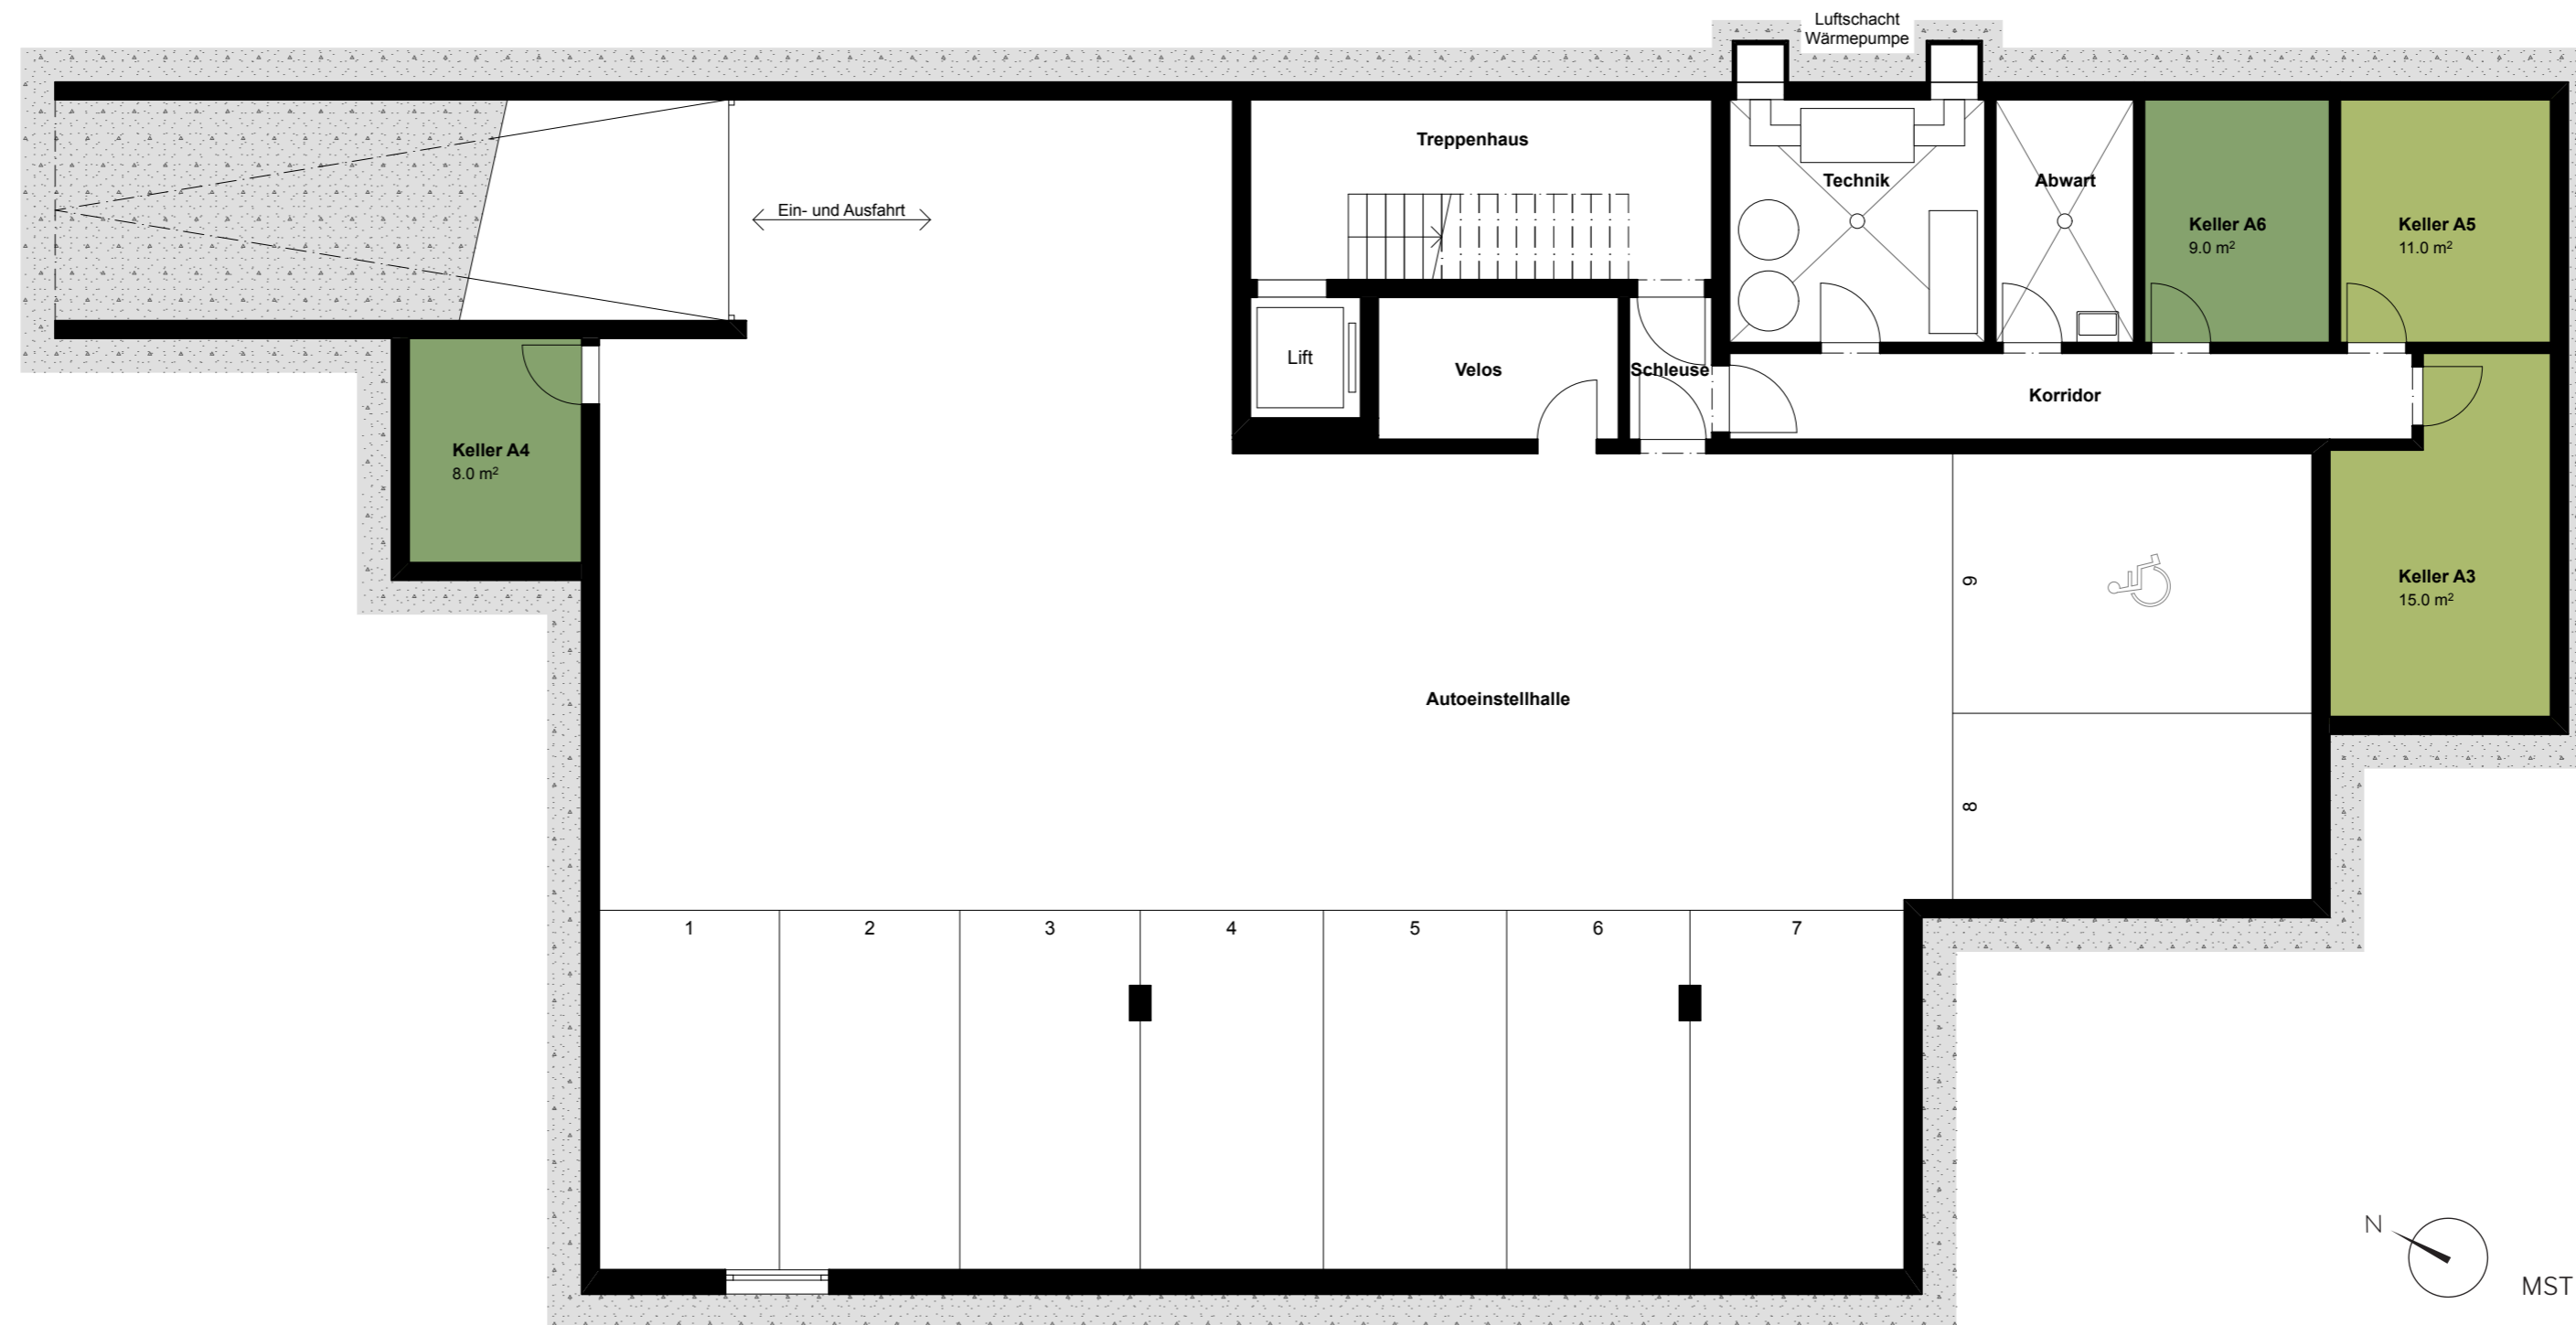 Luftschacht
Wärmepumpe
Treppenhaus
Technik
Abwart
Ein- und Ausfahrt
Keller A6
9.0 m²
Keller A5
11.0 m²
Lift
Velos
Schleuse
Korridor
Keller A4
8.0 m²
9
Keller A3
15.0 m²
Autoeinstellhalle
8
1
2
3
4
5
6
7
N
MST